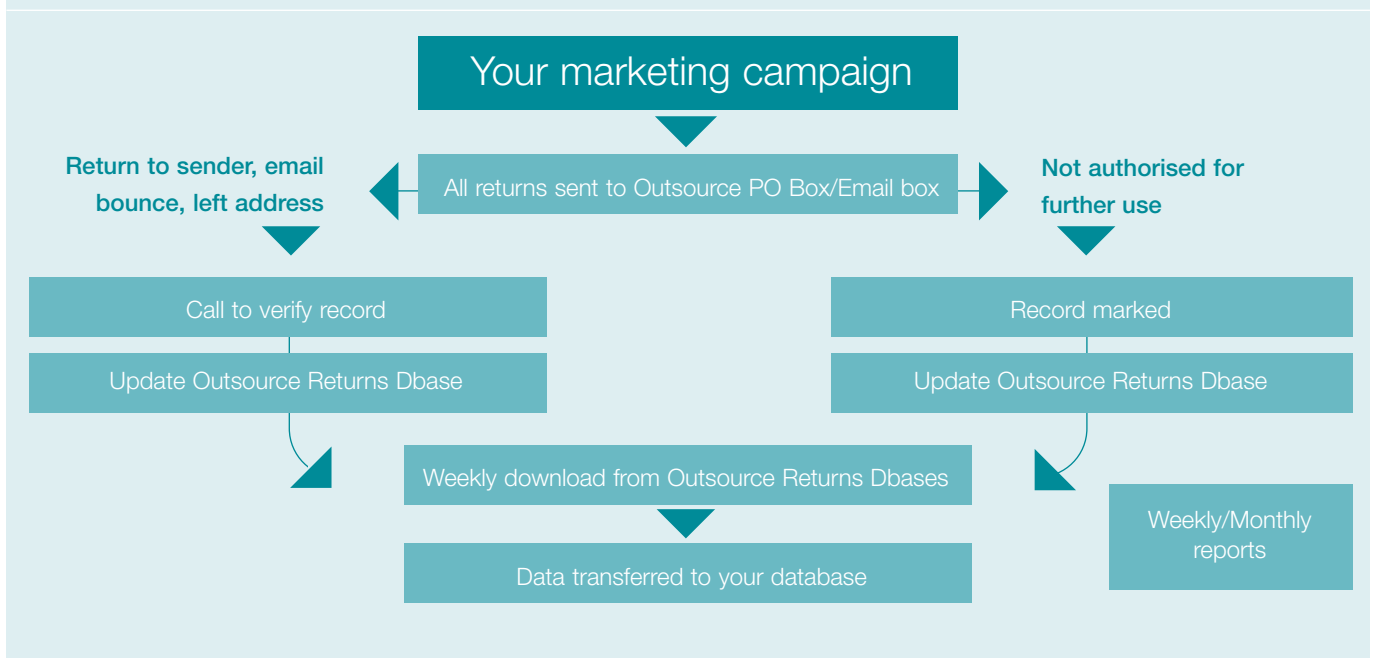 Your marketing campaign
Return to sender, email
bounce, left address
All returns sent to Outsource PO Box/Email box
Not authorised for
further use
Call to verify record
Update Outsource Returns Dbase
Record marked
Update Outsource Returns Dbase
Weekly download from Outsource Returns Dbases
Data transferred to your database
Weekly/Monthly
reports